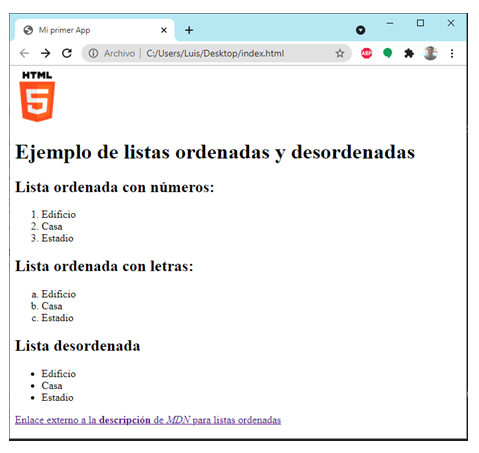 Mi primer App
Archivo | C:/Users/Luis/Desktop/index.html
ABP
HTML
5
Ejemplo de listas ordenadas y desordenadas
Lista ordenada con números:
1. Edificio
2. Casa
3. Estadio
Lista ordenada con letras:
a. Edificio
b. Casa
c. Estadio
Lista desordenada
• Edificio
• Casa
• Estadio
Enlace externo a la descripción de MDN para listas ordenadas